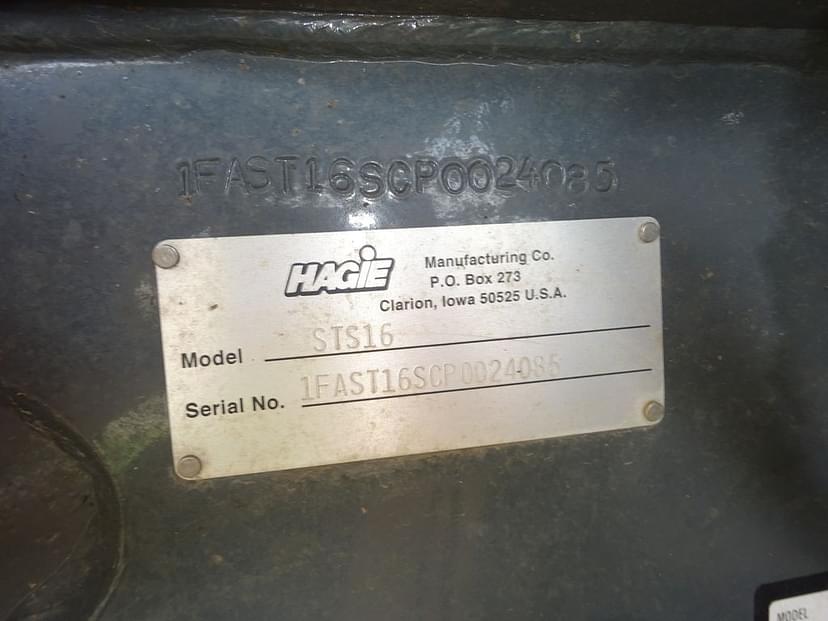 1FAST16SCP0024085
HAGIE
Manufacturing Co.
P.O. Box 273
Clarion, Iowa 50525 U.S.A.
Model STS16
Serial No. 1FAST16SCP0024085
MODEL